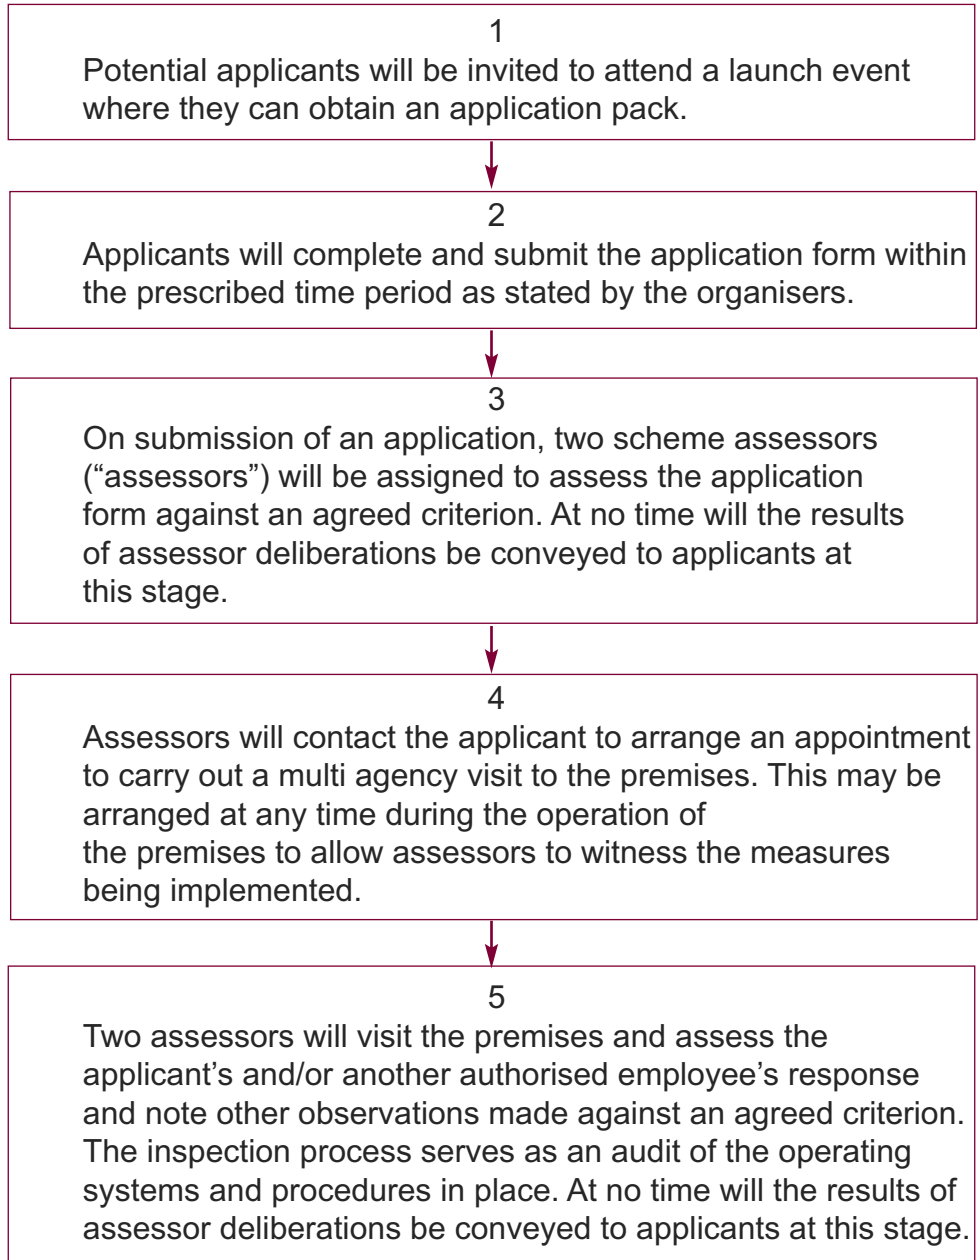 1
Potential applicants will be invited to attend a launch event
where they can obtain an application pack.
2
Applicants will complete and submit the application form within
the prescribed time period as stated by the organisers.
3
On submission of an application, two scheme assessors
(“assessors”) will be assigned to assess the application
form against an agreed criterion. At no time will the results
of assessor deliberations be conveyed to applicants at
this stage.
4
Assessors will contact the applicant to arrange an appointment
to carry out a multi agency visit to the premises. This may be
arranged at any time during the operation of
the premises to allow assessors to witness the measures
being implemented.
5
Two assessors will visit the premises and assess the
applicant’s and/or another authorised employee’s response
and note other observations made against an agreed criterion.
The inspection process serves as an audit of the operating
systems and procedures in place. At no time will the results of
assessor deliberations be conveyed to applicants at this stage.